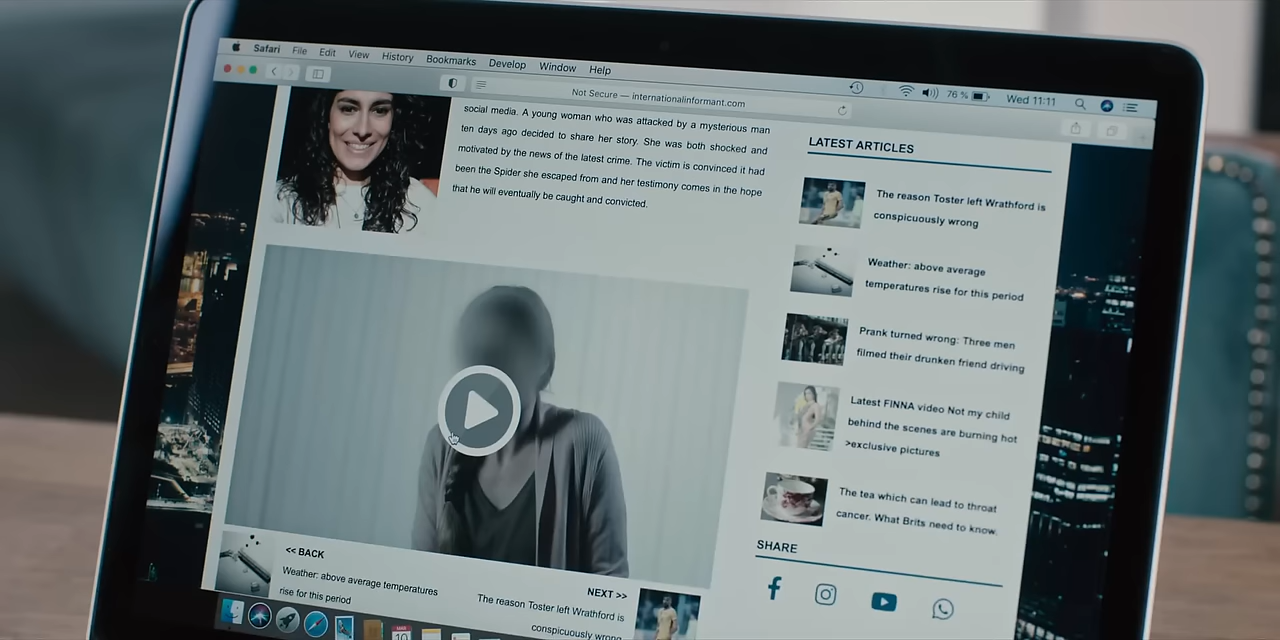 Safari File Edit View History Bookmarks Develop Window Help
76 % Wed 11:11
Not Secure — internationalinformant.com
social media. A young woman who was attacked by a mysterious man
ten days ago decided to share her story. She was both shocked and
motivated by the news of the latest crime. The victim is convinced it had
been the Spider she escaped from and her testimony comes in the hope
that he will eventually be caught and convicted.
<< BACK
Weather: above average temperatures
rise for this period
NEXT >>
The reason Toster left Wrathford is
conspicuously wrong
LATEST ARTICLES
The reason Toster left Wrathford is
conspicuously wrong
Weather: above average
temperatures rise for this period
Prank turned wrong: Three men
filmed their drunken friend driving
Latest FINNA video Not my child
behind the scenes are burning hot
>exclusive pictures
The tea which can lead to throat
cancer. What Brits need to know.
SHARE
10